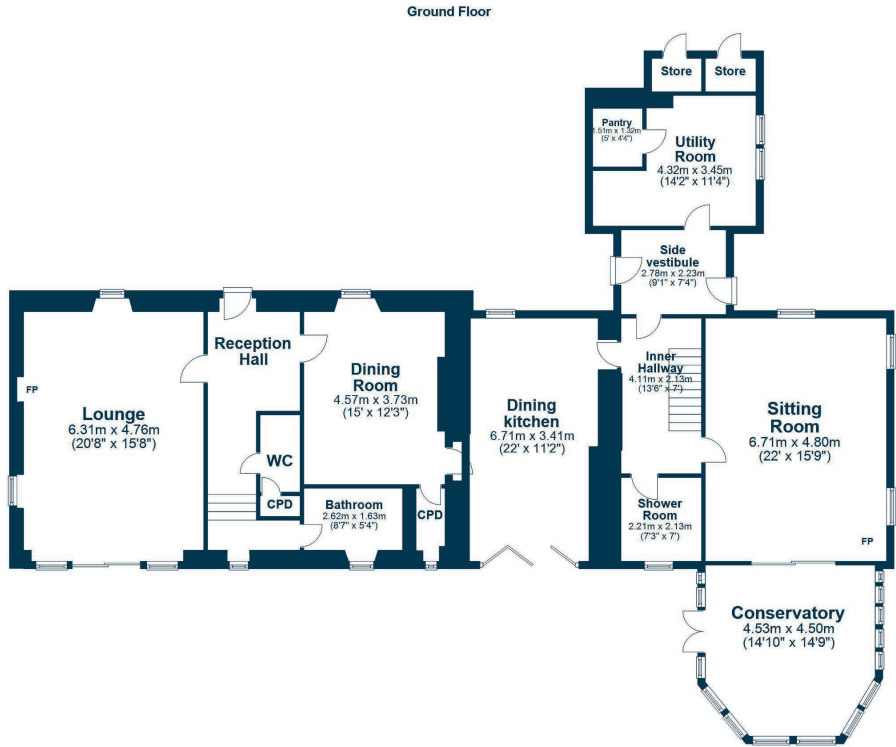 Ground Floor
Store
Store
Pantry
1.51m x 1.32m
(5' x 4'4")
Utility
Room
4.32m x 3.45m
(14'2" x 11'4")
Side
vestibule
2.78m x 2.23m
(9'1" x 7'4")
Reception
Hall
FP
Lounge
6.31m x 4.76m
(20'8" x 15'8")
Dining
Room
4.57m x 3.73m
(15' x 12'3")
WC
CPD
Bathroom
2.62m x 1.63m
(8'7" x 5'4")
CPD
Dining
kitchen
6.71m x 3.41m
(22' x 11'2")
Inner
Hallway
4.11m x 2.13m
(13'6" x 7')
Sitting
Room
6.71m x 4.80m
(22' x 15'9")
Shower
Room
2.21m x 2.13m
(7'3" x 7')
FP
Conservatory
4.53m x 4.50m
(14'10" x 14'9")